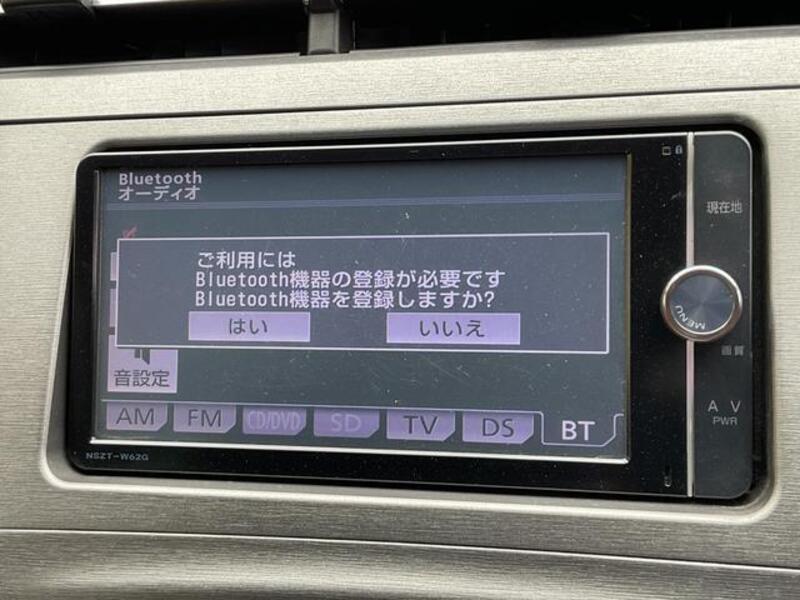 Bluetooth
オーディオ
ご利用には
Bluetooth機器の登録が必要です
Bluetooth機器を登録しますか?
はい
いいえ
音設定
AM
FM
CD/DVD
SD
TV
DS
BT
NSZT-W62G
現在地
MENU
画質
A V
PWR